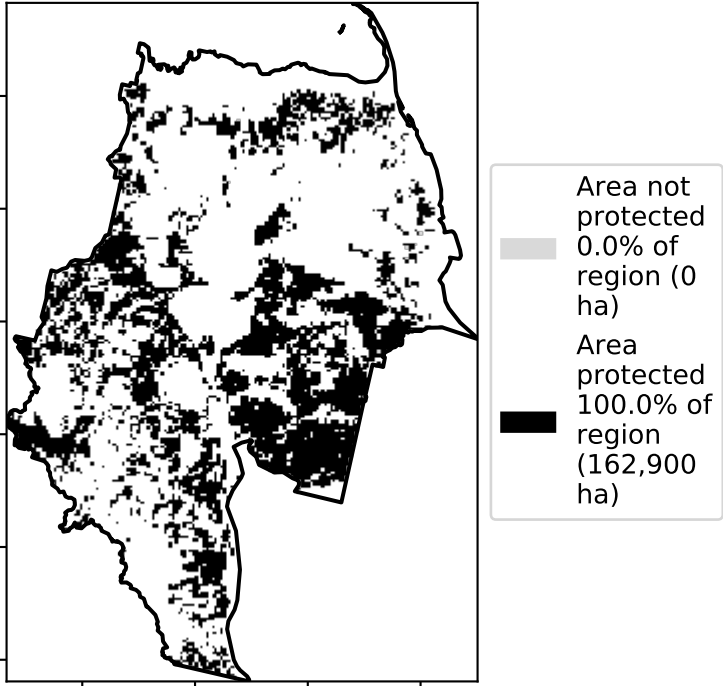 Area not
protected
0.0% of
region (0
ha)
Area
protected
100.0% of
region
(162,900
ha)